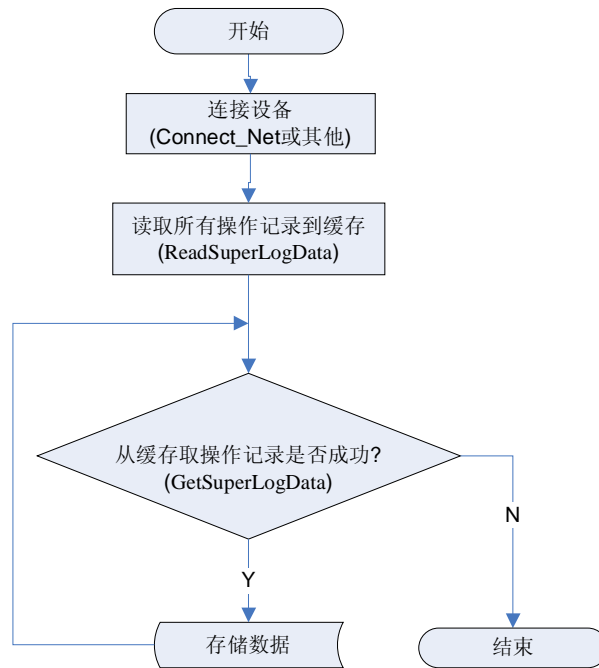 开始
连接设备
(Connect_Net或其他)
读取所有操作记录到缓存
(ReadSuperLogData)
从缓存取操作记录是否成功?
(GetSuperLogData)
N
Y
存储数据
结束